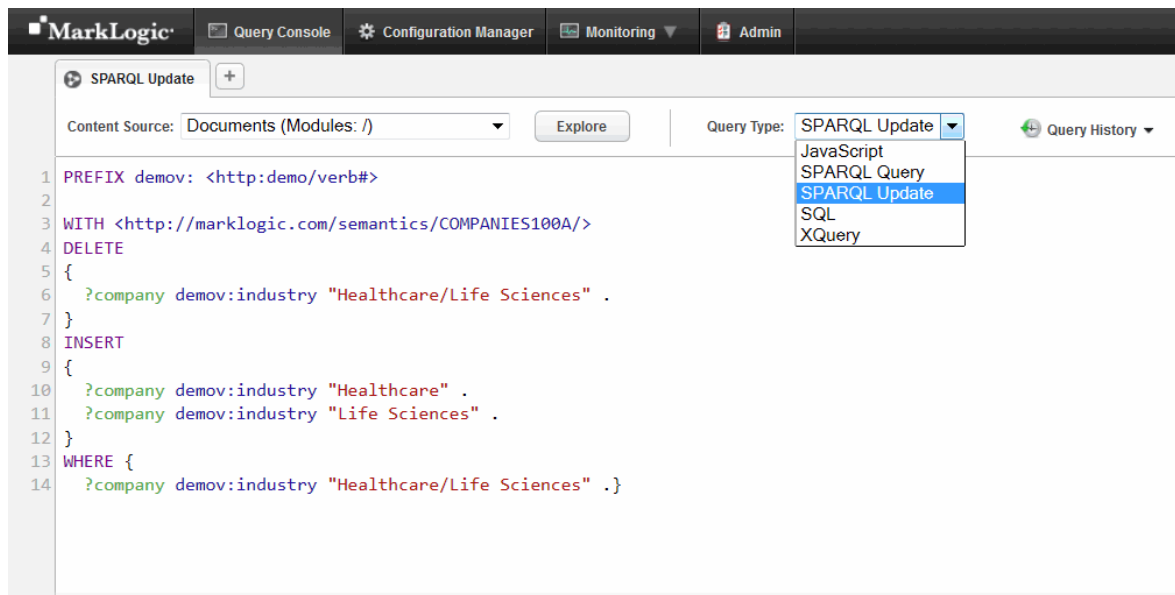 MarkLogic Query Console Configuration Manager Monitoring Admin
SPARQL Update +
Content Source: Documents (Modules: /) Explore Query Type: SPARQL Update Query History
JavaScript
SPARQL Query
SPARQL Update
SQL
XQuery
1 PREFIX demov: <http:demo/verb#>
2
3 WITH <http://marklogic.com/semantics/COMPANIES100A/>
4 DELETE
5 {
6 ?company demov:industry "Healthcare/Life Sciences" .
7 }
8 INSERT
9 {
10 ?company demov:industry "Healthcare" .
11 ?company demov:industry "Life Sciences" .
12 }
13 WHERE {
14 ?company demov:industry "Healthcare/Life Sciences" .}